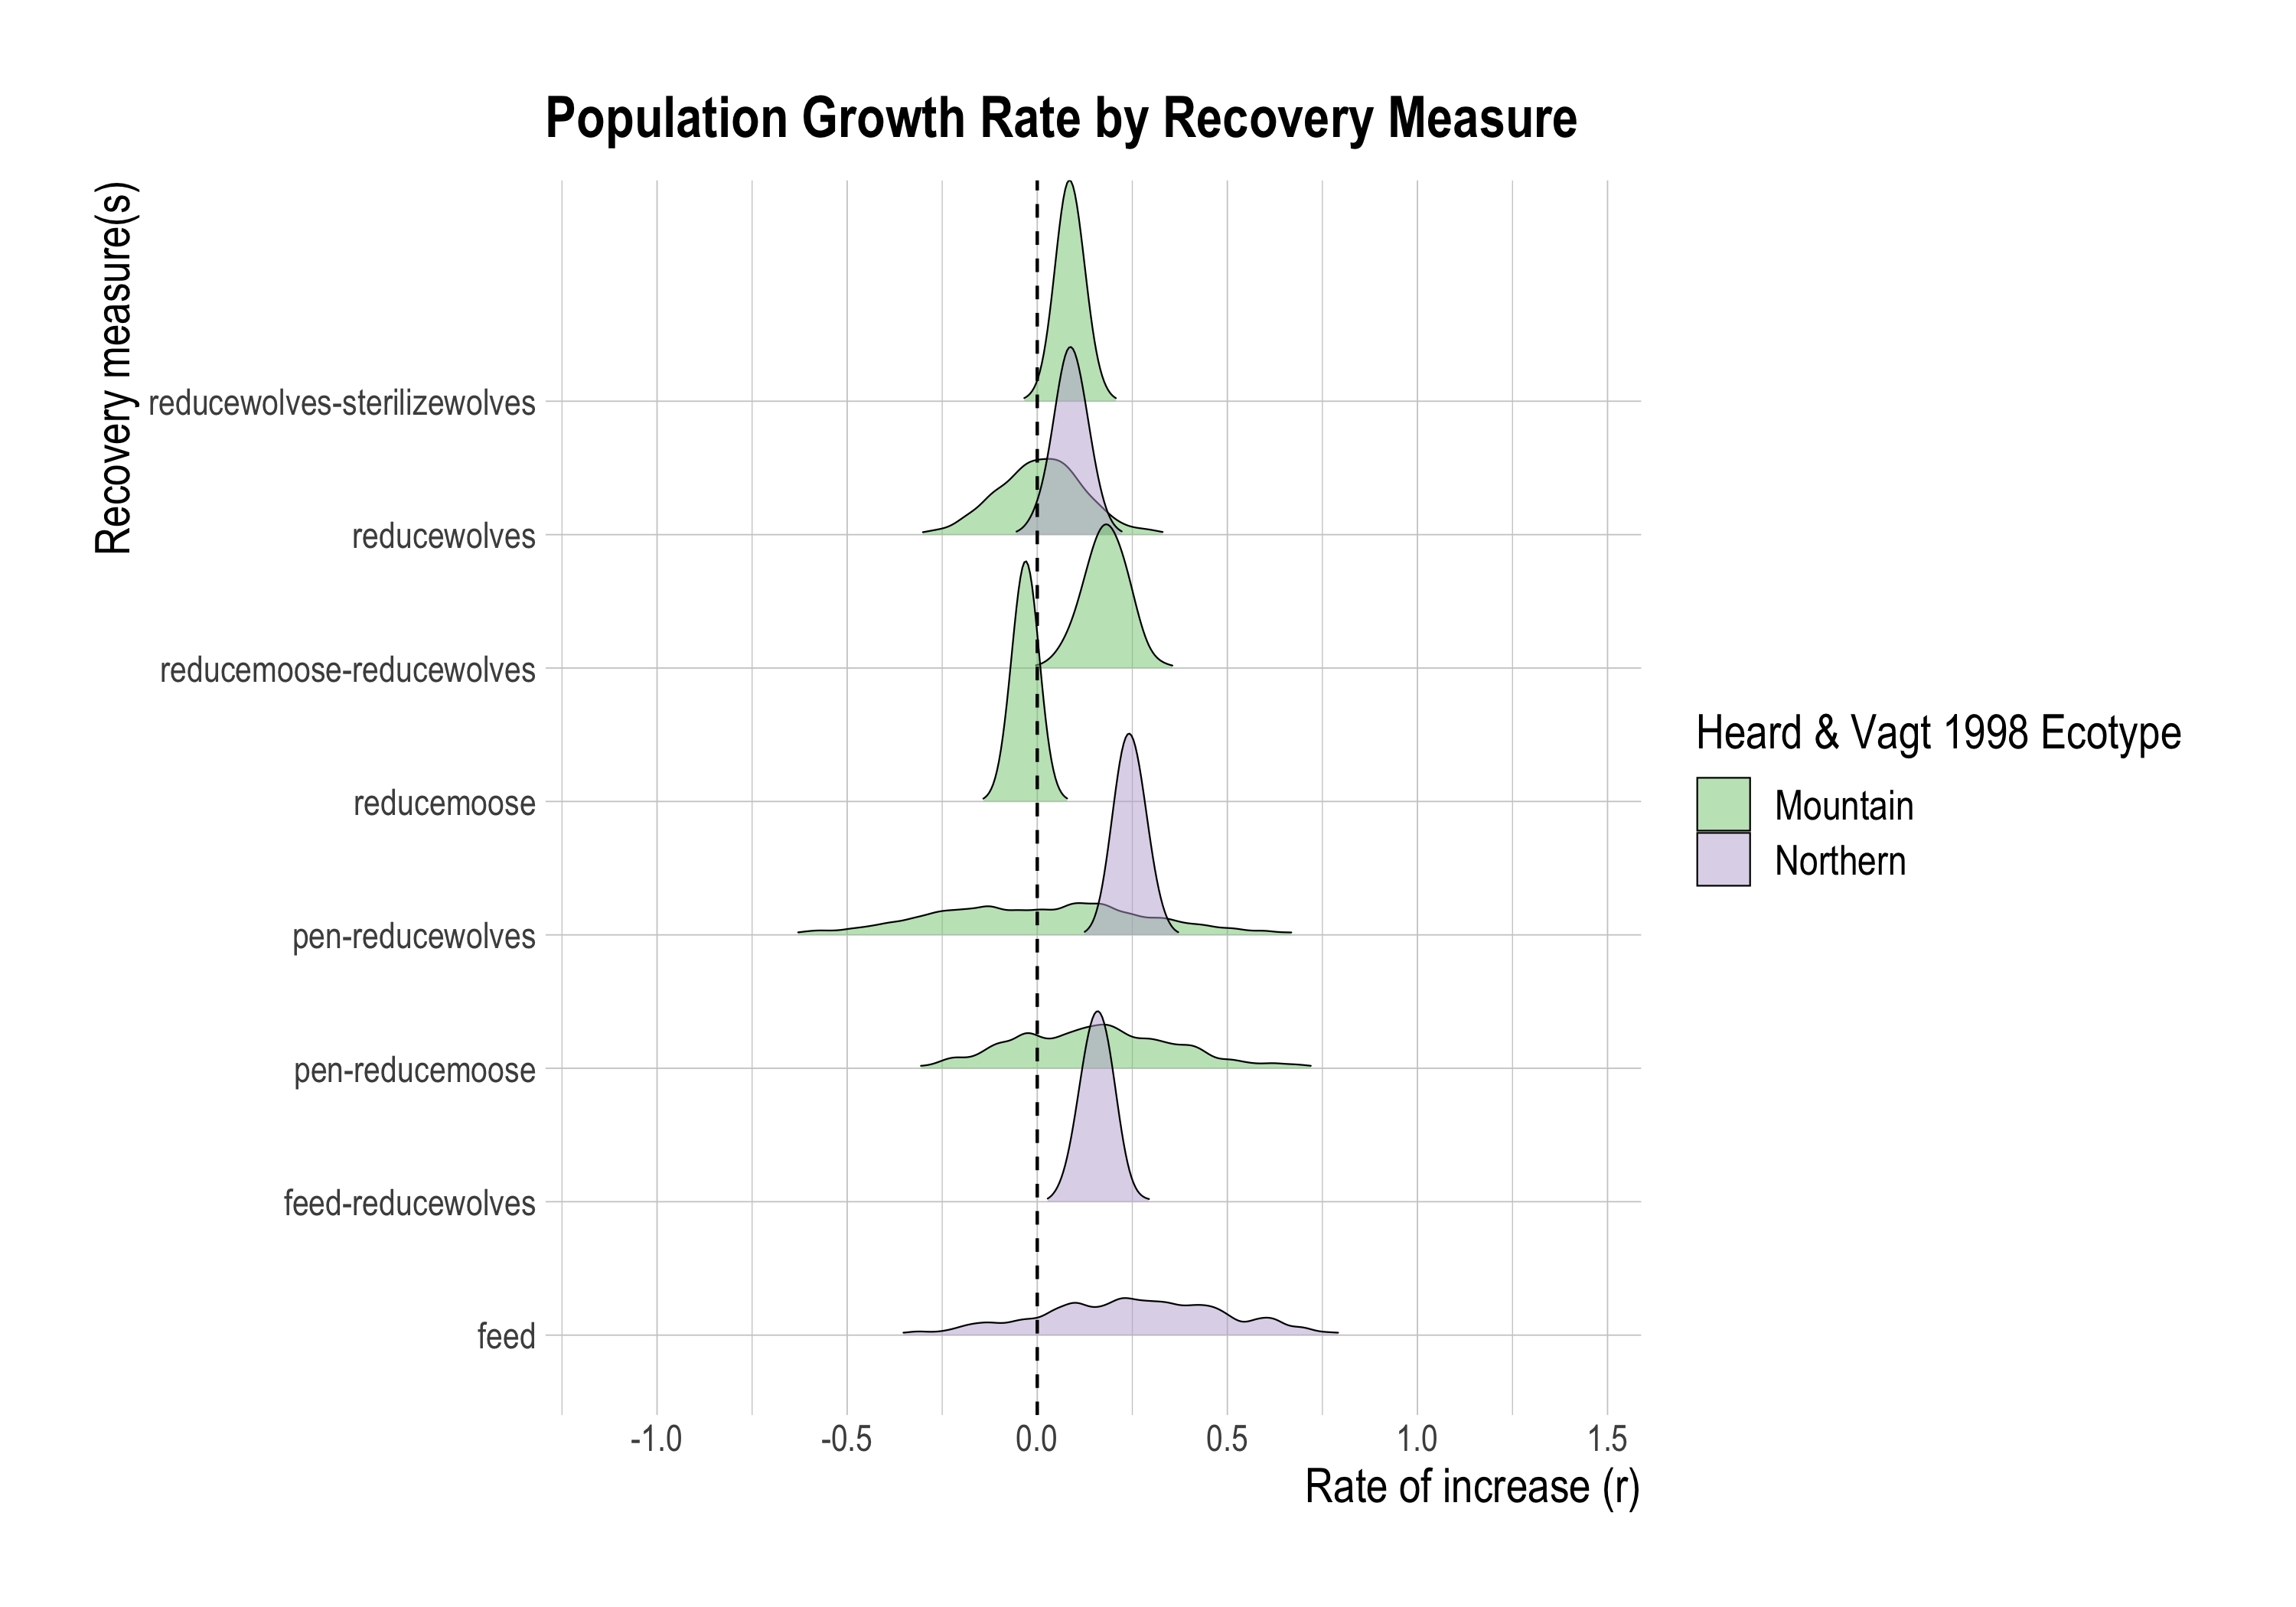 Population Growth Rate by Recovery Measure
Recovery measure(s)
reducewolves-sterilizewolves
reducewolves
reducemoose-reducewolves
reducemoose
pen-reducewolves
pen-reducemoose
feed-reducewolves
feed
-1.0 -0.5 0.0 0.5 1.0 1.5
Rate of increase (r)
Heard & Vagt 1998 Ecotype
Mountain
Northern